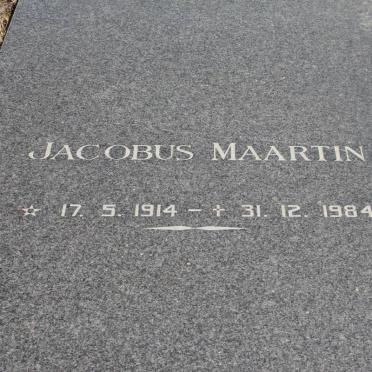 JACOBUS MAARTIN
☆ 17. 5. 1914 – ✝ 31. 12. 1984